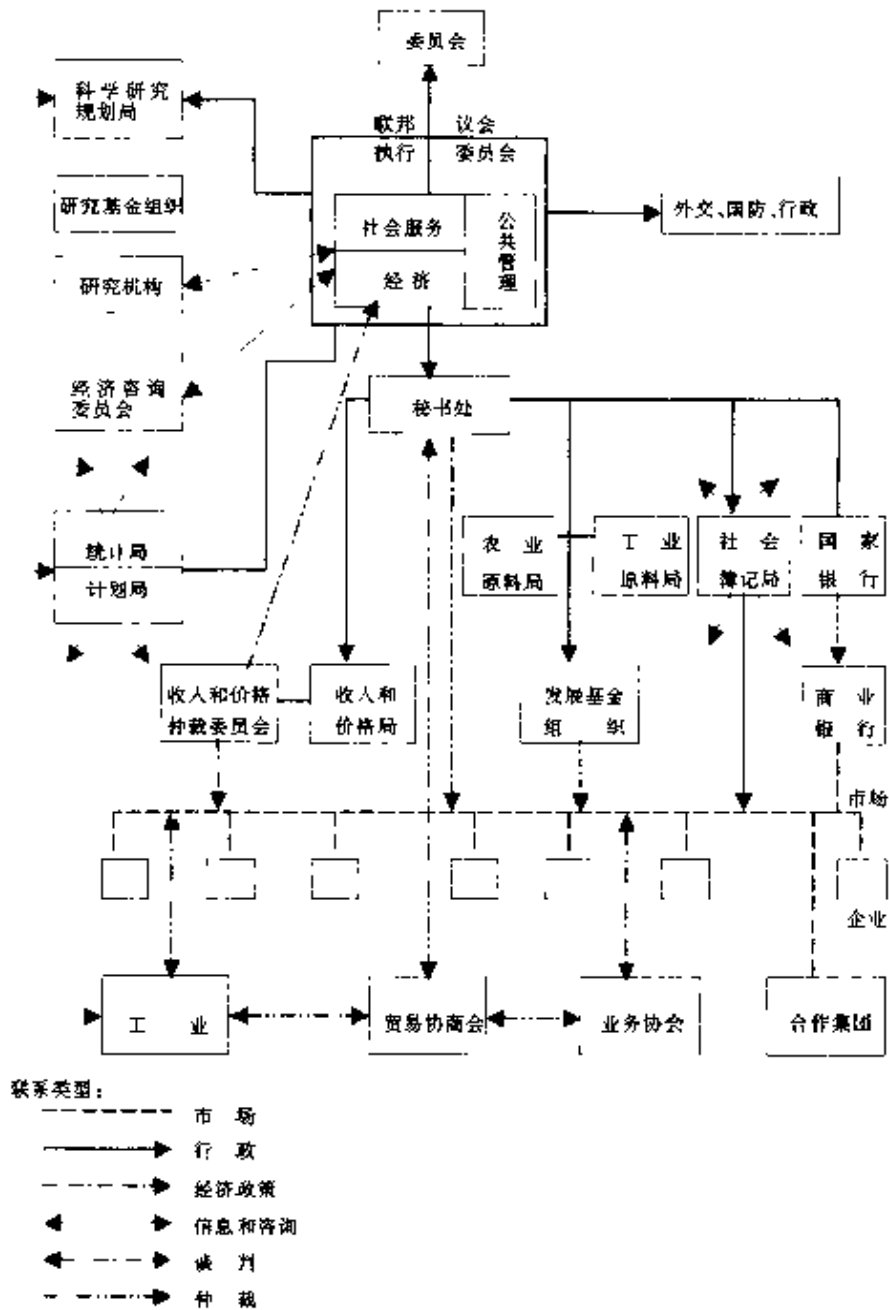 委员会
科学研究
规划局
联邦 议会
执行 委员会
研究基金组织
社会服务
公共管理
外交、国防、行政
研究机构
经济
经济咨询
委员会
秘书处
统计局
计划局
农业
原料局
工业
原料局
社会
簿记局
国家
银行
收入和价格
仲裁委员会
收入和
价格局
发展基金
组织
商业
银行
市场
企业
工业
贸易协商会
业务协会
合作集团
联系类型：
市场
行政
经济政策
信息和咨询
谈判
仲裁